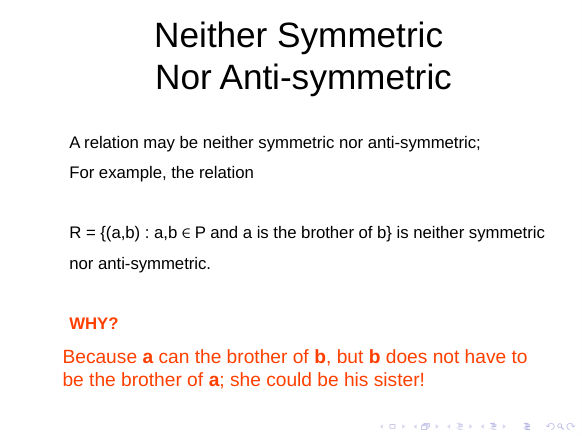 Neither Symmetric
Nor Anti-symmetric
A relation may be neither symmetric nor anti-symmetric;
For example, the relation
R = {(a,b) : a,b ∈ P and a is the brother of b} is neither symmetric
nor anti-symmetric.
WHY?
Because a can the brother of b, but b does not have to
be the brother of a; she could be his sister!